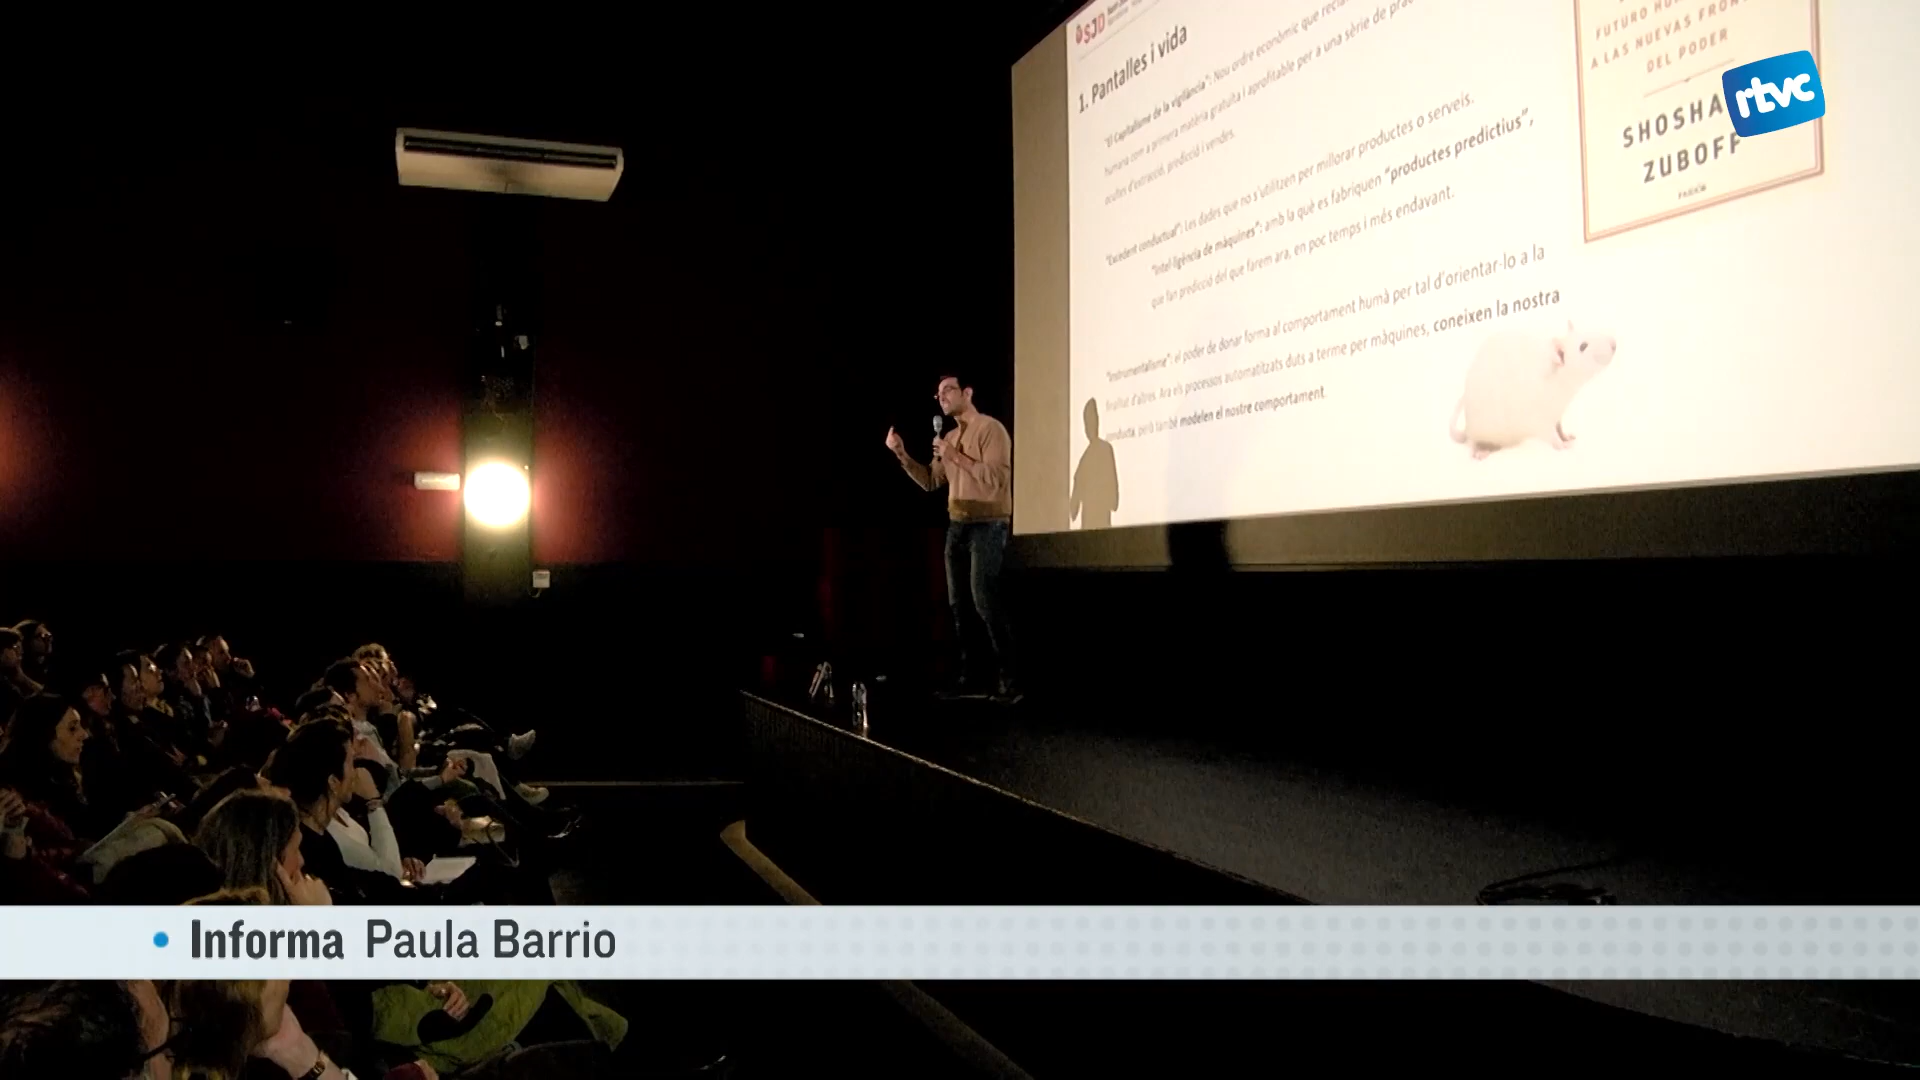 SJD
1. Pantalles i vida
"El Capitalisme de la vigilància": Nou ordre econòmic que
humana com a primera matèria gratuïta i aprofitable per a una sèrie de
ocultes d'extracció, predicció i vendes.
"Excedent conductual": Les dades que no s'utilitzen per millorar productes o serveis.
"Intel·ligència de màquines": amb la què es fabriquen "productes predictius",
que fan predicció del que farem ara, en poc temps i més endavant.
"Instrumentalisme": el poder de donar forma al comportament humà per tal d'orientar-lo a la
finalitat d'altres. Ara els processos automatitzats duts a terme per màquines, coneixen la nostra
conducta, però també modelen el nostre comportament.
FUTURO
A LAS NUEVAS
DEL PODER
SHOSHA
ZUBOFF
rtvc
Informa Paula Barrio